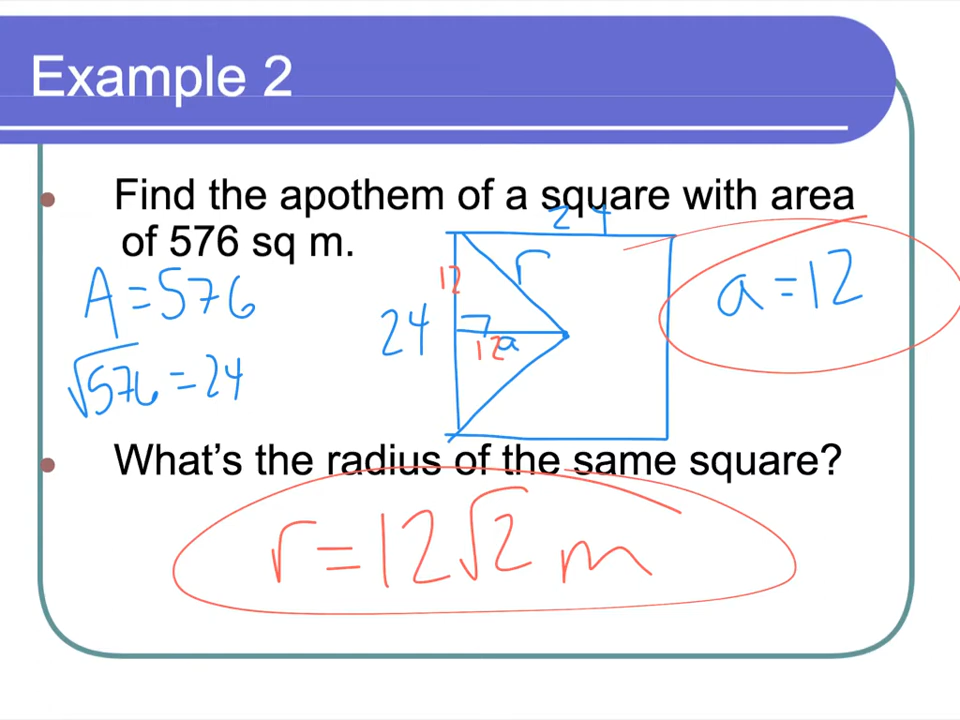 Example 2
Find the apothem of a square with area
of 576 sq m.
24
A = 576
12
r
a = 12
24
12 a
√576 = 24
What's the radius of the same square?
r = 12√2 m